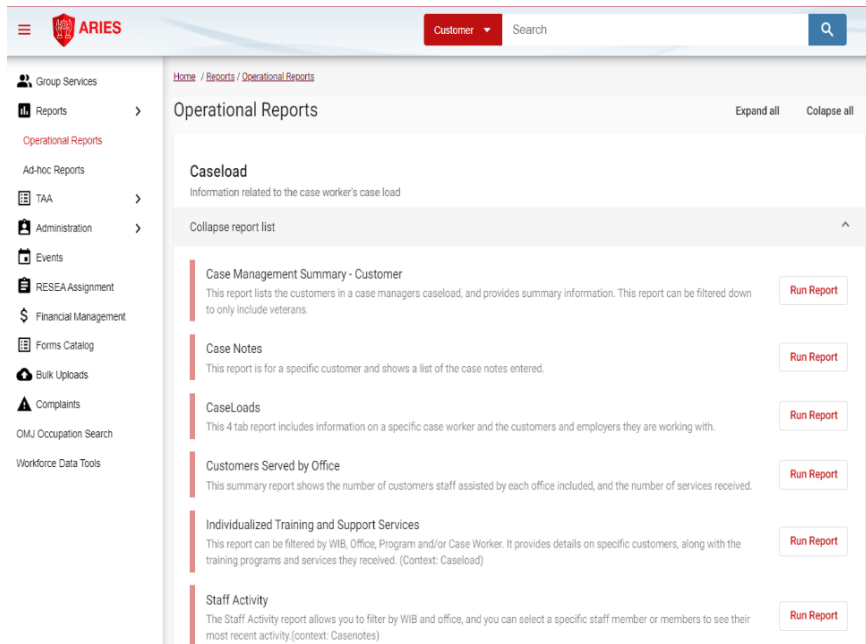 ARIES
Customer
Search
Group Services
Reports
Operational Reports
Ad-hoc Reports
TAA
Administration
Events
RESEA Assignment
Financial Management
Forms Catalog
Bulk Uploads
Complaints
OMJ Occupation Search
Workforce Data Tools
Home / Reports / Operational Reports
Operational Reports
Expand all
Colapse all
Caseload
Information related to the case worker's case load
Collapse report list
Case Management Summary - Customer
This report lists the customers in a case managers caseload, and provides summary information. This report can be filtered down
to only include veterans.
Run Report
Case Notes
This report is for a specific customer and shows a list of the case notes entered.
Run Report
CaseLoads
This 4 tab report includes information on a specific case worker and the customers and employers they are working with.
Run Report
Customers Served by Office
This summary report shows the number of customers staff assisted by each office included, and the number of services received.
Run Report
Individualized Training and Support Services
This report can be filtered by WIB, Office, Program and/or Case Worker. It provides details on specific customers, along with the
training programs and services they received. (Context: Caseload)
Run Report
Staff Activity
The Staff Activity report allows you to filter by WIB and office, and you can select a specific staff member or members to see their
most recent activity.(context: Casenotes)
Run Report